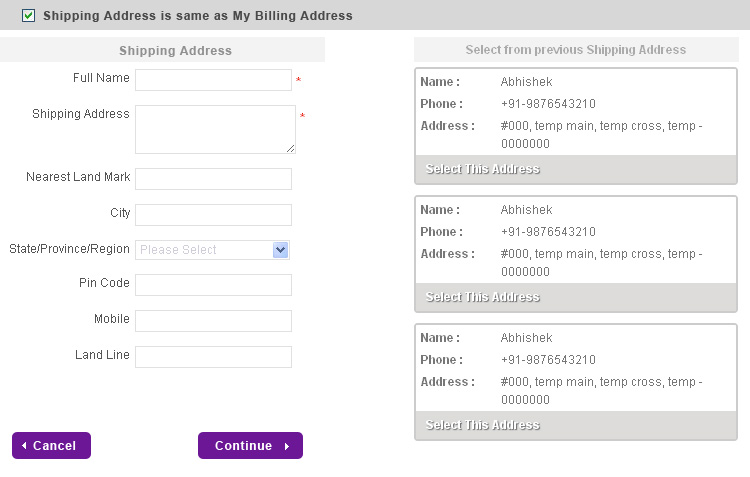 Shipping Address is same as My Billing Address
Shipping Address
Full Name *
Shipping Address *
Nearest Land Mark
City
State/Province/Region Please Select
Pin Code
Mobile
Land Line
Cancel
Continue
Select from previous Shipping Address
Name : Abhishek
Phone : +91-9876543210
Address : #000, temp main, temp cross, temp -
0000000
Select This Address
Name : Abhishek
Phone : +91-9876543210
Address : #000, temp main, temp cross, temp -
0000000
Select This Address
Name : Abhishek
Phone : +91-9876543210
Address : #000, temp main, temp cross, temp -
0000000
Select This Address